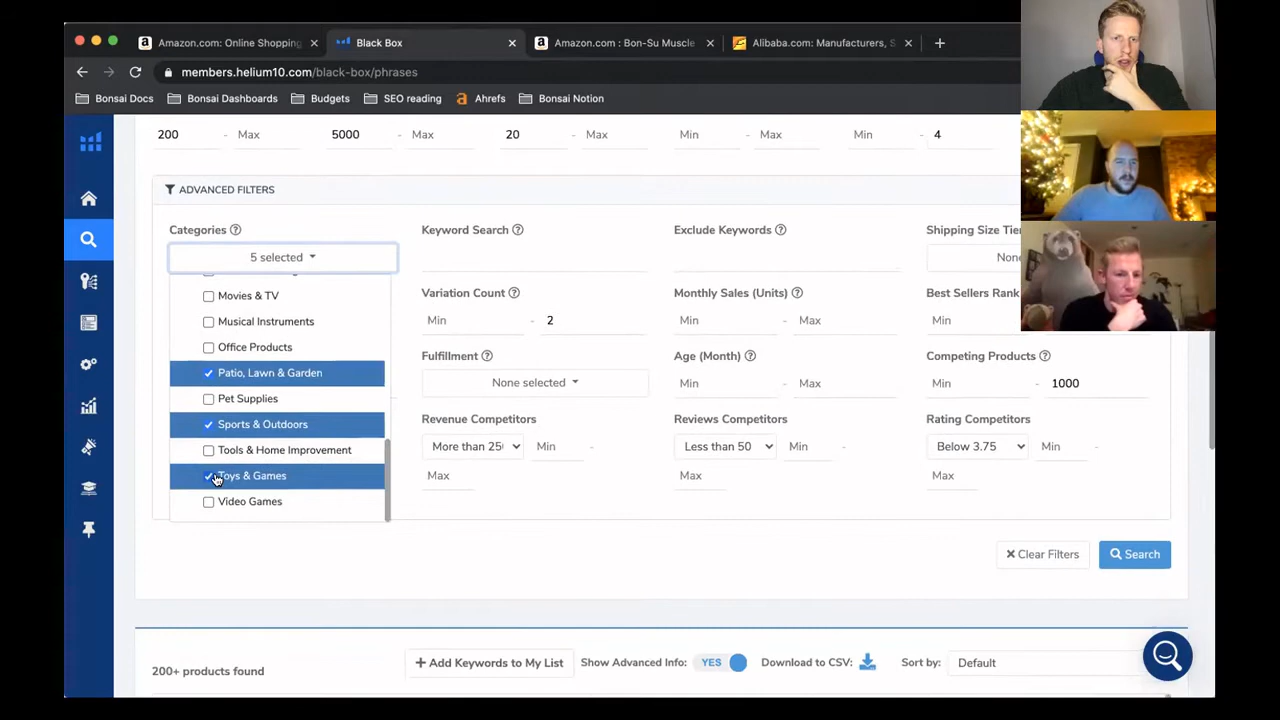 Amazon.com: Online Shopping
Black Box
Amazon.com : Bon-Su Muscle
Alibaba.com: Manufacturers, S
members.helium10.com/black-box/phrases
Bonsai Docs
Bonsai Dashboards
Budgets
SEO reading
Ahrefs
Bonsai Notion
200 - Max 5000 - Max 20 - Max Min - Max Min - 4
ADVANCED FILTERS
Categories
Keyword Search
Exclude Keywords
Shipping Size Tier
5 selected
None
Movies & TV
Variation Count
Monthly Sales (Units)
Best Sellers Rank
Musical Instruments
Min - 2
Min - Max
Min
Office Products
Fulfillment
Age (Month)
Competing Products
Patio, Lawn & Garden
None selected
Min - Max
Min - 1000
Pet Supplies
Sports & Outdoors
Revenue Competitors
Reviews Competitors
Rating Competitors
Tools & Home Improvement
More than 25 Min -
Less than 50 Min -
Below 3.75 Min -
Toys & Games
Max
Max
Max
Video Games
Clear Filters
Search
200+ products found
+ Add Keywords to My List
Show Advanced Info: YES
Download to CSV:
Sort by: Default